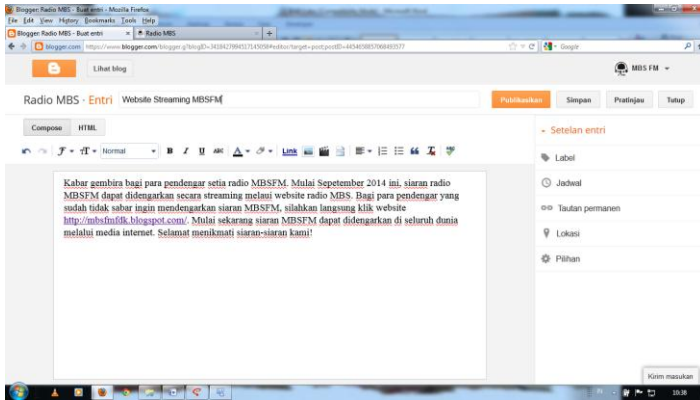 Blogger: Radio MBS - Buat entri - Mozilla Firefox
File Edit View History Bookmarks Tools Help
Blogger: Radio MBS - Buat entri
Radio MBS
blogger.com
Google
Lihat blog
MBS FM
Radio MBS · Entri Website Streaming MBSFM
Publikasikan Simpan Pratinjau Tutup
Compose HTML
Normal B I U ABC A Link
Kabar gembira bagi para pendengar setia radio MBSFM. Mulai Sepetember 2014 ini, siaran radio
MBSFM dapat didengarkan secara streaming melaui website radio MBS. Bagi para pendengar yang
sudah tidak sabar ingin mendengarkan siaran MBSFM, silahkan langsung klik website
http://mbsfmfdk.blogspot.com/. Mulai sekarang siaran MBSFM dapat didengarkan di seluruh dunia
melalui media internet. Selamat menikmati siaran-siaran kami!
Setelan entri
Label
Jadwal
Tautan permanen
Lokasi
Pilihan
Kirim masukan
10:38